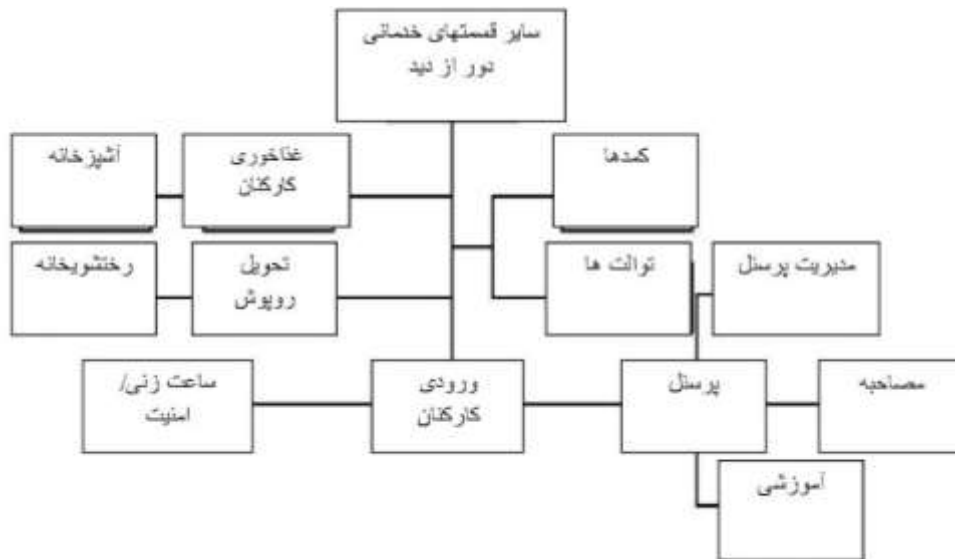 سایر قسمتهای خدماتی
دور از دید
کمدها
غذاخوری
کارکنان
آشپزخانه
توالت ها
مدیریت پرسنل
تحویل
روپوش
رختشویخانه
مصاحبه
پرسنل
ورودی
کارکنان
ساعت زنی/
امنیت
آموزشی